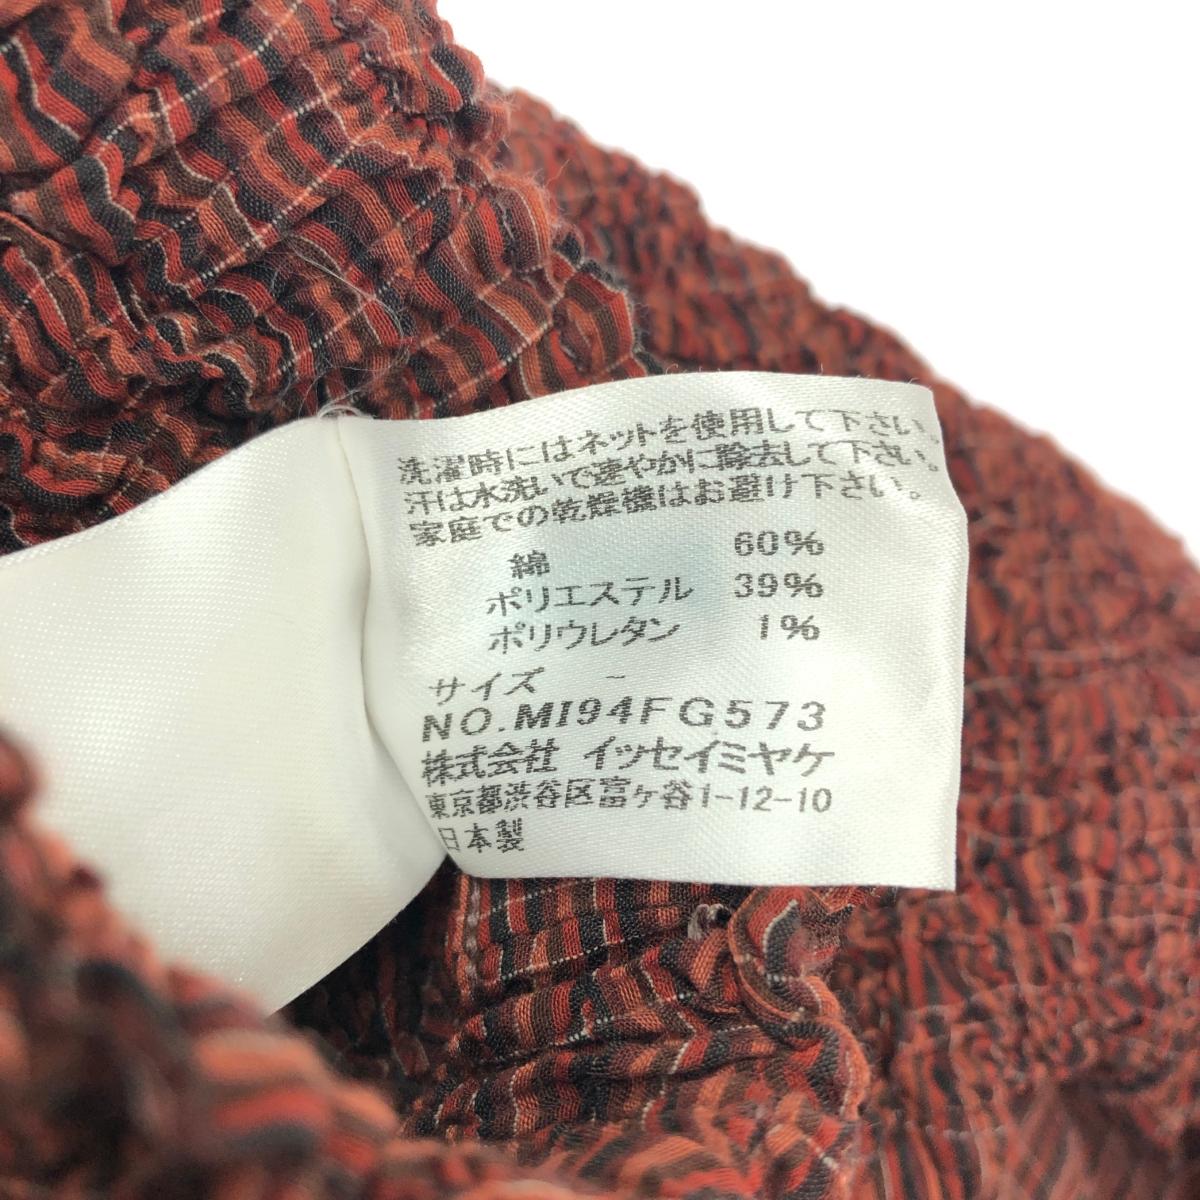 洗濯時にはネットを使用して下さい。
汗は水洗いで速やかに除去して下さい。
家庭での乾燥機はお避け下さい。
綿 60%
ポリエステル 39%
ポリウレタン 1%
サイズ -
NO.MI94FG573
株式会社 イッセイミヤケ
東京都渋谷区富ヶ谷1-12-10
日本製